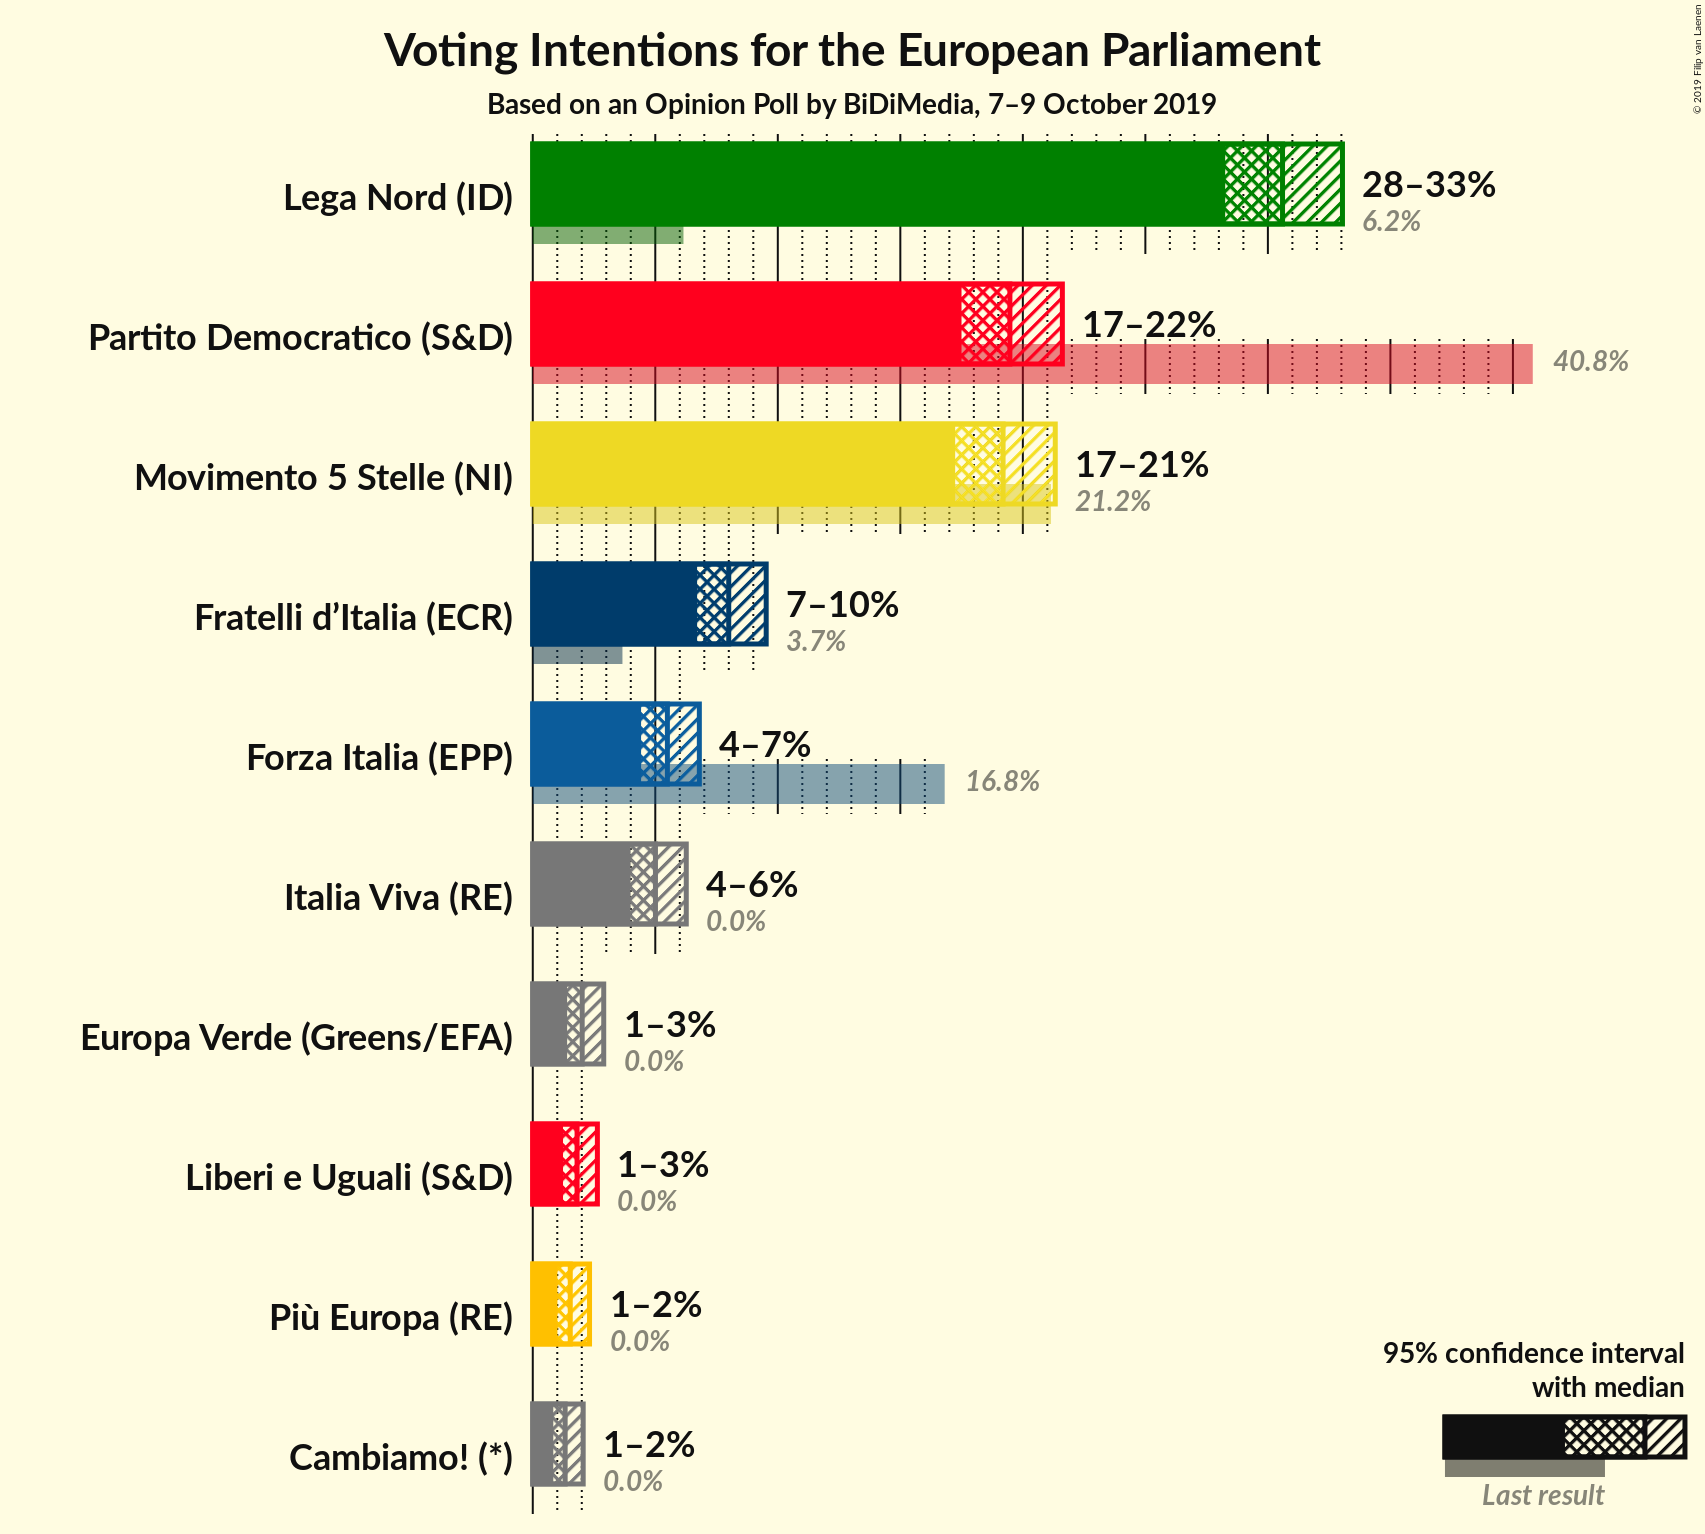 Voting Intentions for the European Parliament
Based on an Opinion Poll by BiDiMedia, 7–9 October 2019
© 2019 Filip van Laenen
Lega Nord (ID)
28–33%
6.2%
Partito Democratico (S&D)
17–22%
40.8%
Movimento 5 Stelle (NI)
17–21%
21.2%
Fratelli d’Italia (ECR)
7–10%
3.7%
Forza Italia (EPP)
4–7%
16.8%
Italia Viva (RE)
4–6%
0.0%
Europa Verde (Greens/EFA)
1–3%
0.0%
Liberi e Uguali (S&D)
1–3%
0.0%
Più Europa (RE)
1–2%
0.0%
Cambiamo! (*)
1–2%
0.0%
95% confidence interval
with median
Last result